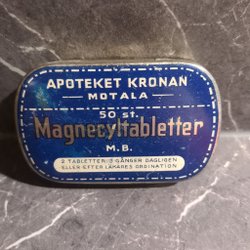 APOTEKET KRONAN
MOTALA
50 st.
Magnecyltabletter
M.B.
2 TABLETTER 3 GÅNGER DAGLIGEN
ELLER EFTER LÄKARES ORDINATION